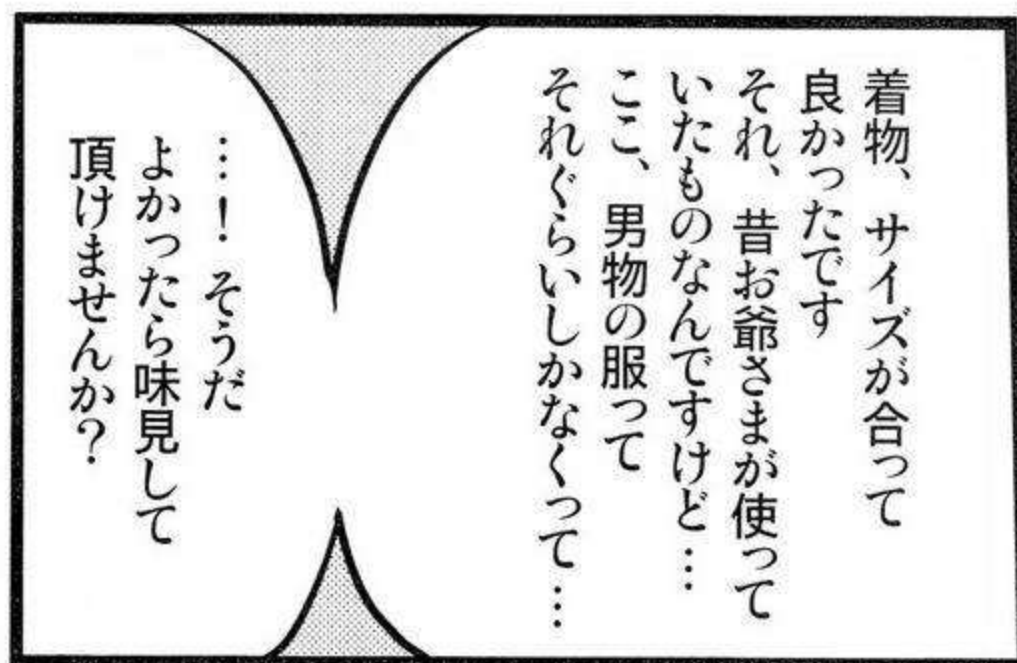 着物、サイズが合って
良かったです
それ、昔お爺さまが使って
いたものなんですけど…
ここ、男物の服って
それぐらいしかなくって…
…！そうだ
よかったら味見して
頂けませんか？